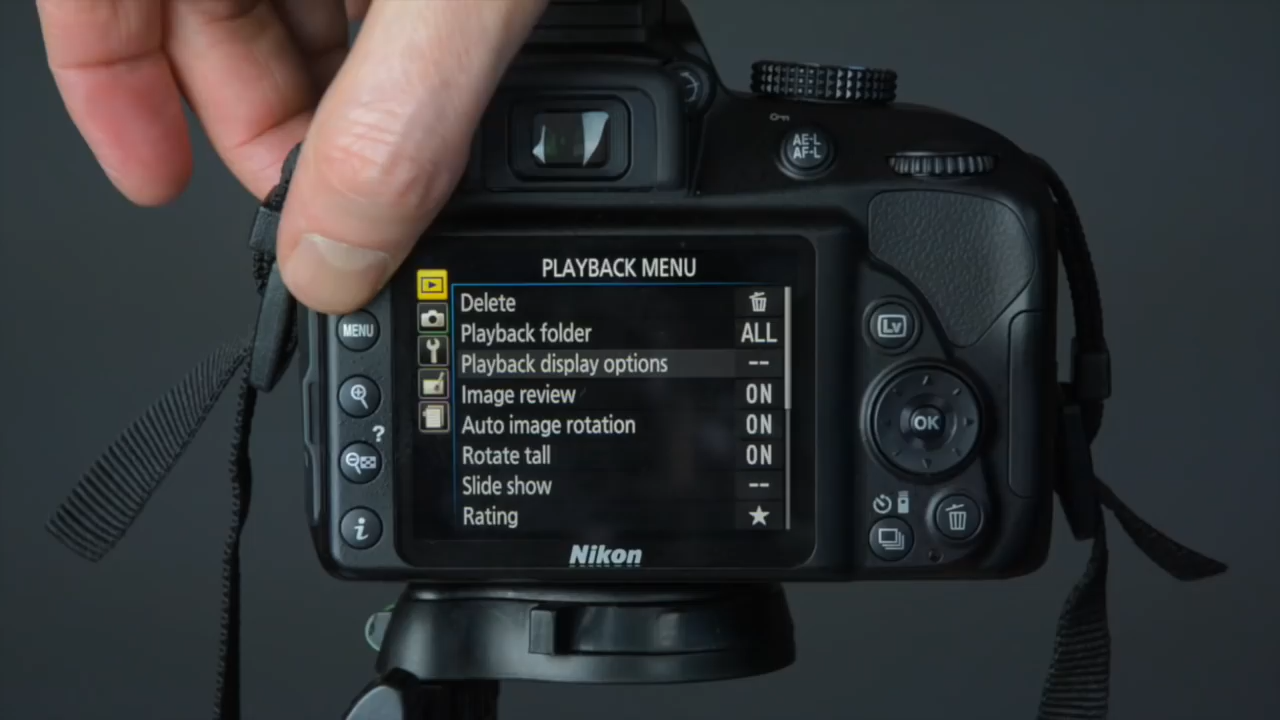 AE-L
AF-L
PLAYBACK MENU
Delete
Playback folder ALL
Playback display options --
Image review ON
Auto image rotation ON
Rotate tall ON
Slide show --
Rating ★
MENU
?
i
Lv
OK
Nikon